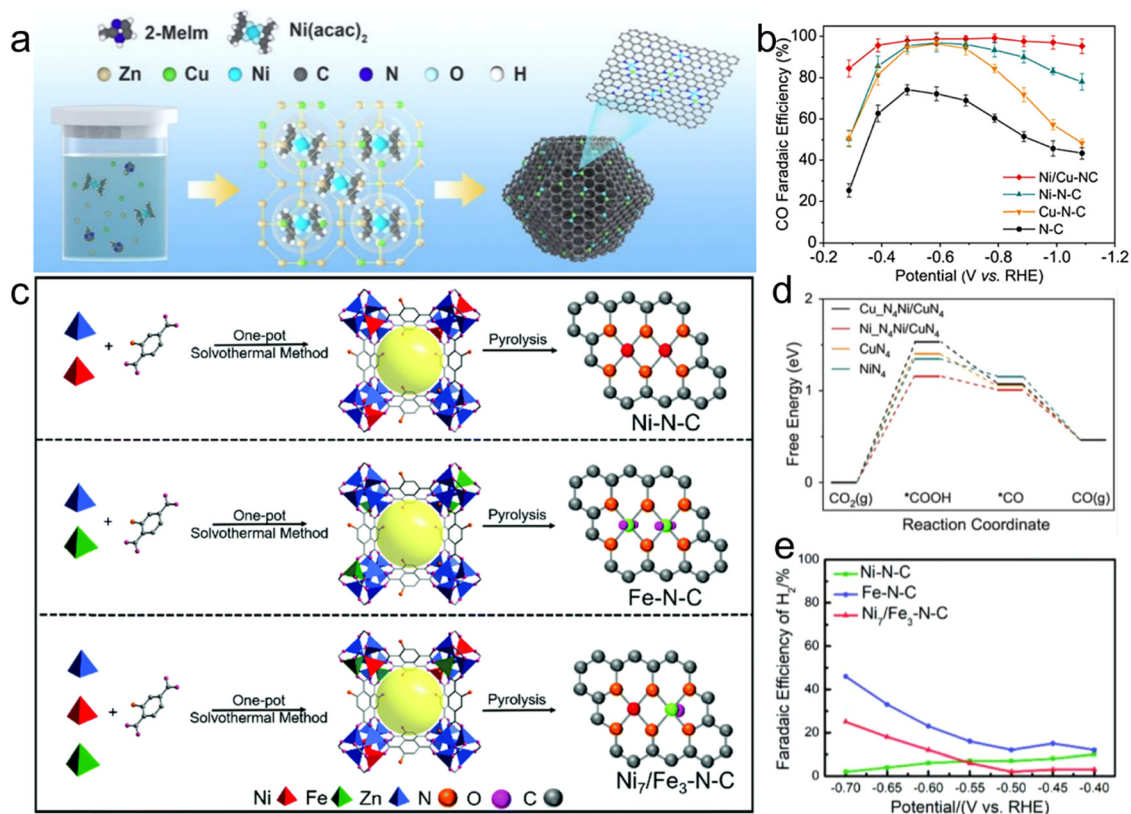 a
2-MeIm
Ni(acac)2
Zn Cu Ni C N O H
b
CO Faradaic Efficiency (%)
100
80
60
40
20
0
Ni/Cu-NC
Ni-N-C
Cu-N-C
N-C
-0.2 -0.4 -0.6 -0.8 -1.0 -1.2
Potential (V vs. RHE)
c
+
One-pot
Solvothermal Method
Pyrolysis
Ni-N-C
+
One-pot
Solvothermal Method
Pyrolysis
Fe-N-C
+
One-pot
Solvothermal Method
Pyrolysis
Ni7/Fe3-N-C
Ni Fe Zn N O C
d
Free Energy (eV)
2
1
0
Cu_N4Ni/CuN4
Ni_N4Ni/CuN4
CuN4
NiN4
CO2(g) *COOH *CO CO(g)
Reaction Coordinate
e
Faradaic Efficiency of H2/%
100
80
60
40
20
0
Ni-N-C
Fe-N-C
Ni7/Fe3-N-C
-0.70 -0.65 -0.60 -0.55 -0.50 -0.45 -0.40
Potential/(V vs. RHE)